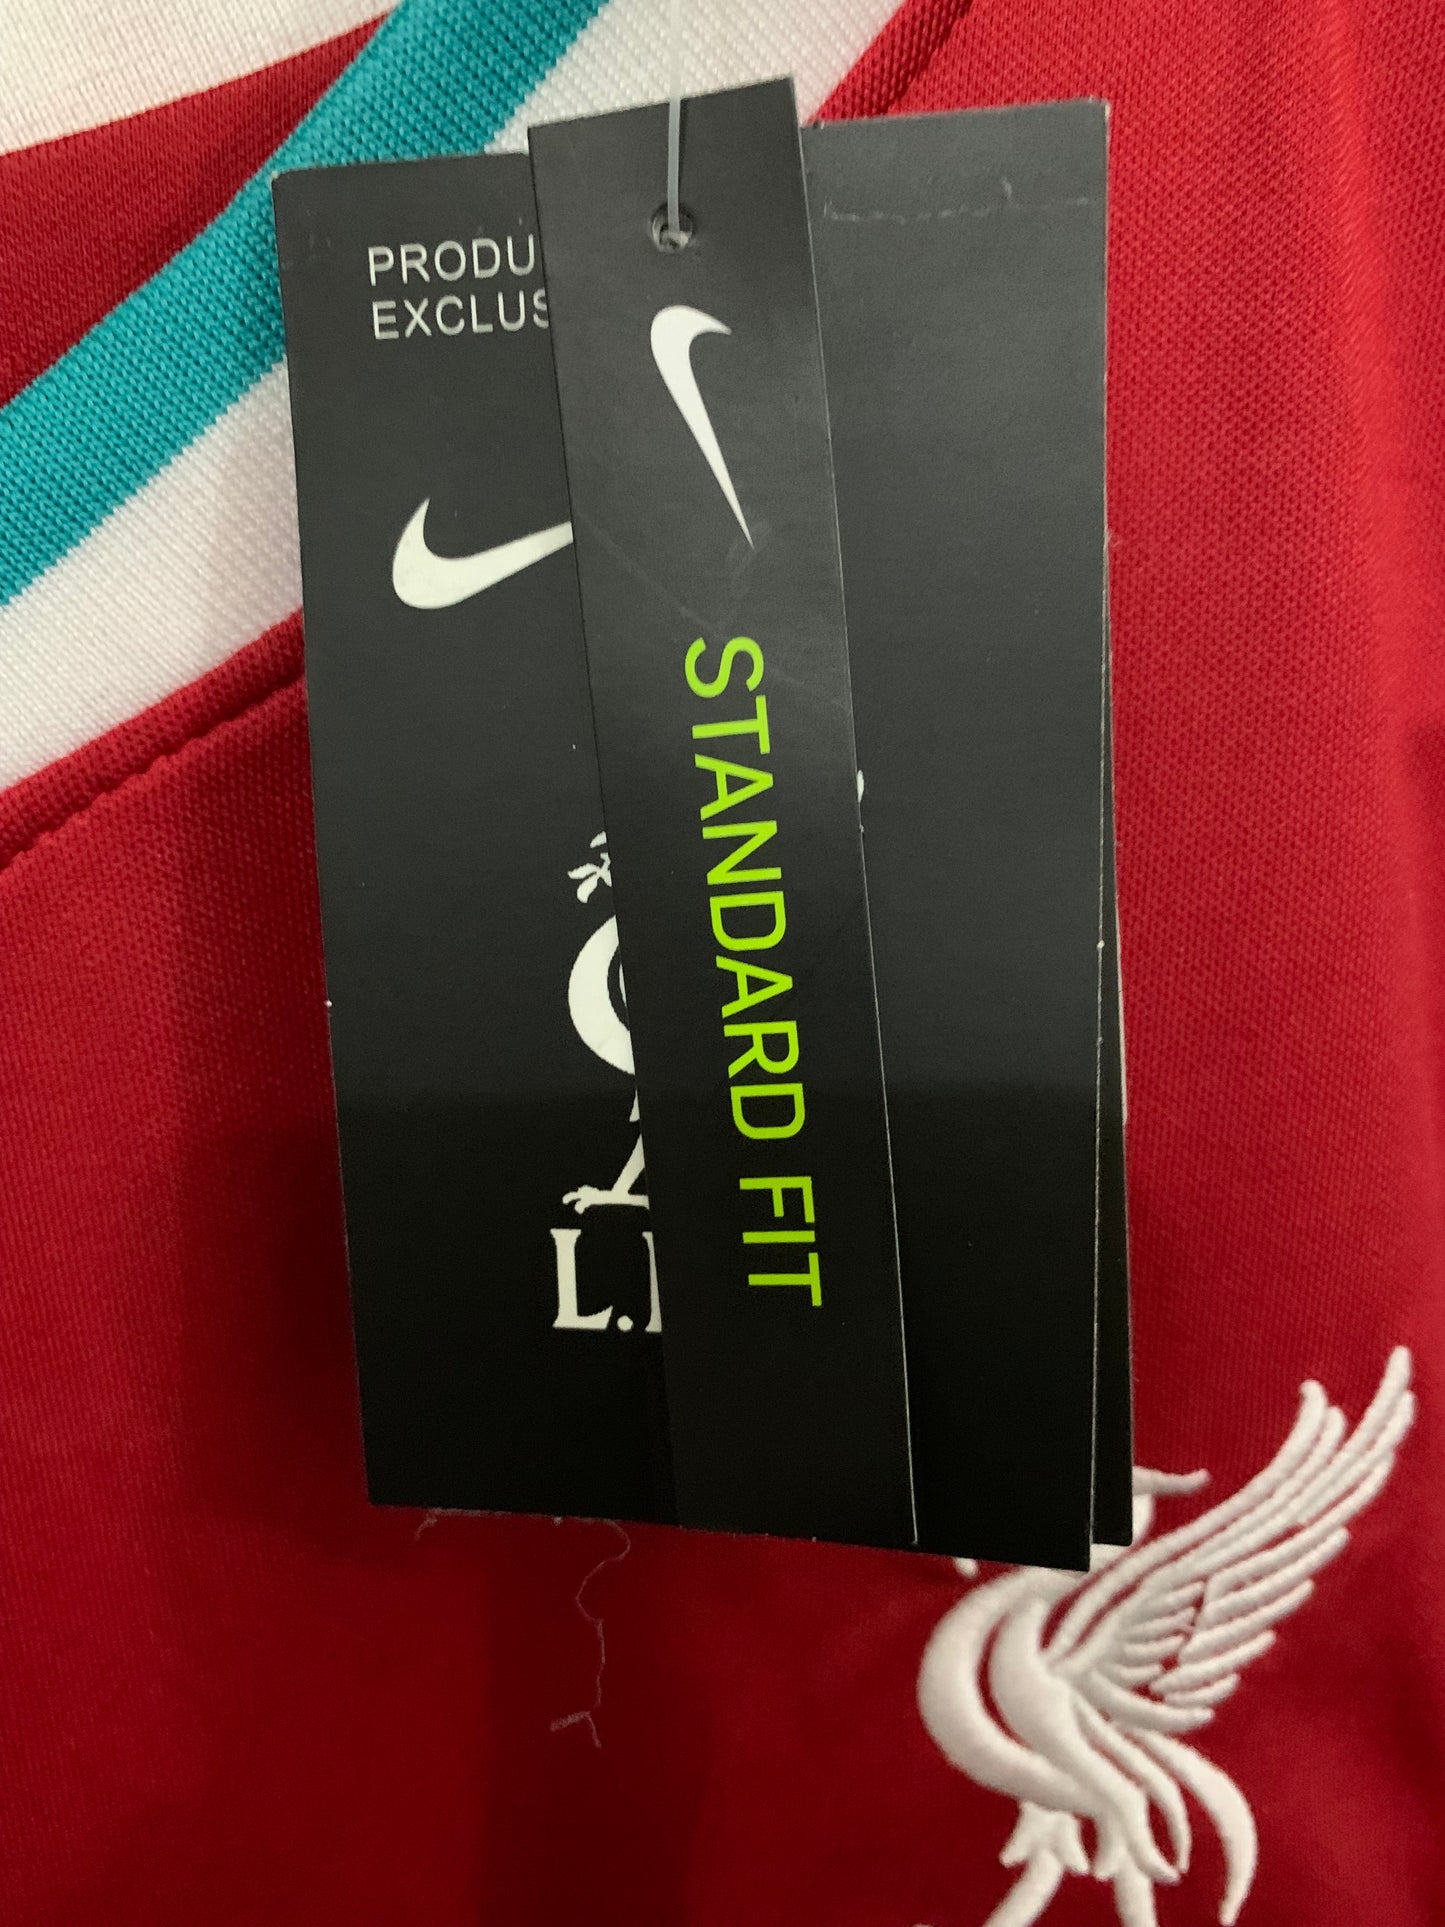 PRODU
EXCLUS
STANDARD FIT
L.